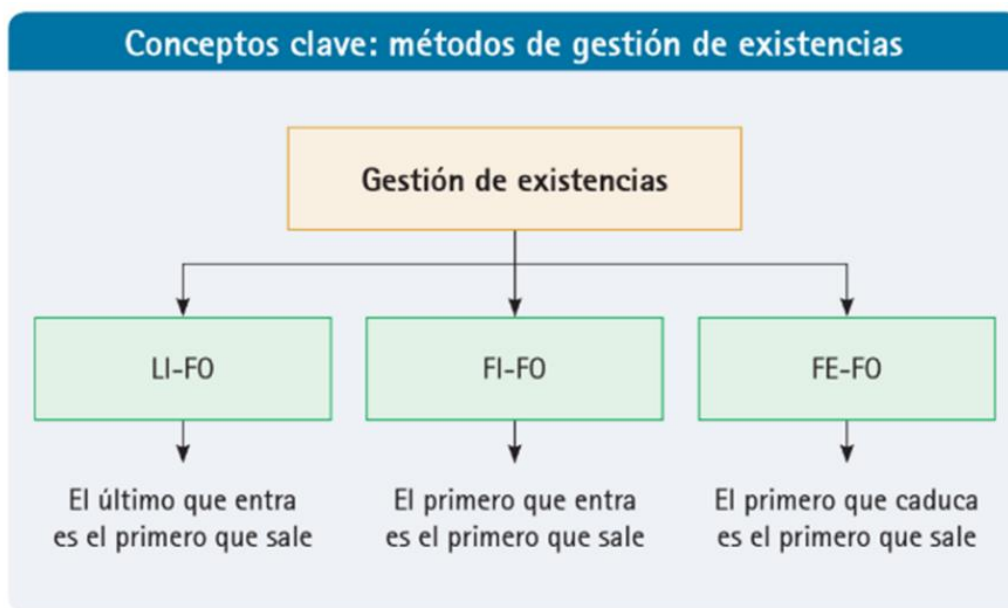 Conceptos clave: métodos de gestión de existencias
Gestión de existencias
LI-FO
FI-FO
FE-FO
El último que entra
es el primero que sale
El primero que entra
es el primero que sale
El primero que caduca
es el primero que sale